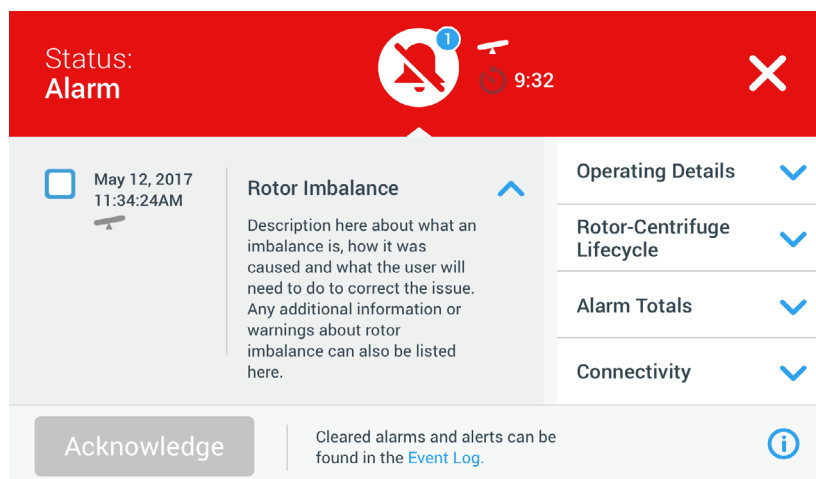 Status:
Alarm
1
9:32
May 12, 2017
11:34:24AM
Rotor Imbalance
Description here about what an
imbalance is, how it was
caused and what the user will
need to do to correct the issue.
Any additional information or
warnings about rotor
imbalance can also be listed
here.
Operating Details
Rotor-Centrifuge
Lifecycle
Alarm Totals
Connectivity
Acknowledge
Cleared alarms and alerts can be
found in the Event Log.